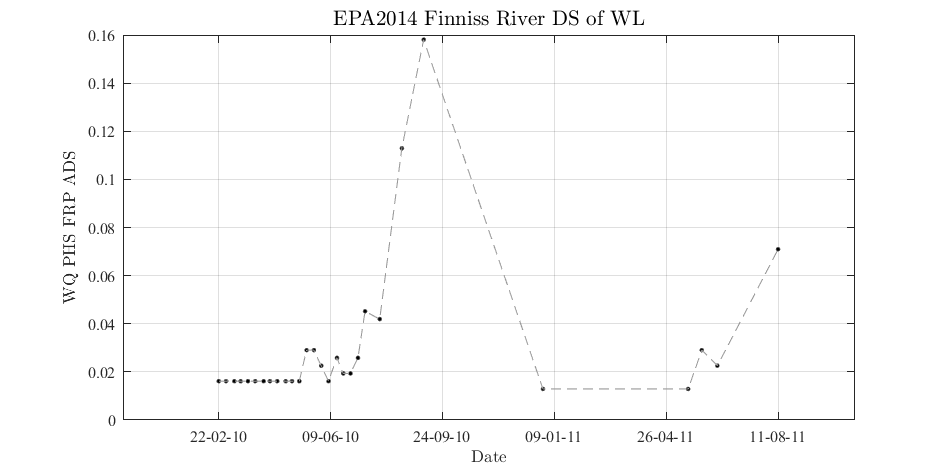 EPA2014 Finniss River DS of WL
WQ PHS FRP ADS
0.16
0.14
0.12
0.1
0.08
0.06
0.04
0.02
0
22-02-10 09-06-10 24-09-10 09-01-11 26-04-11 11-08-11
Date